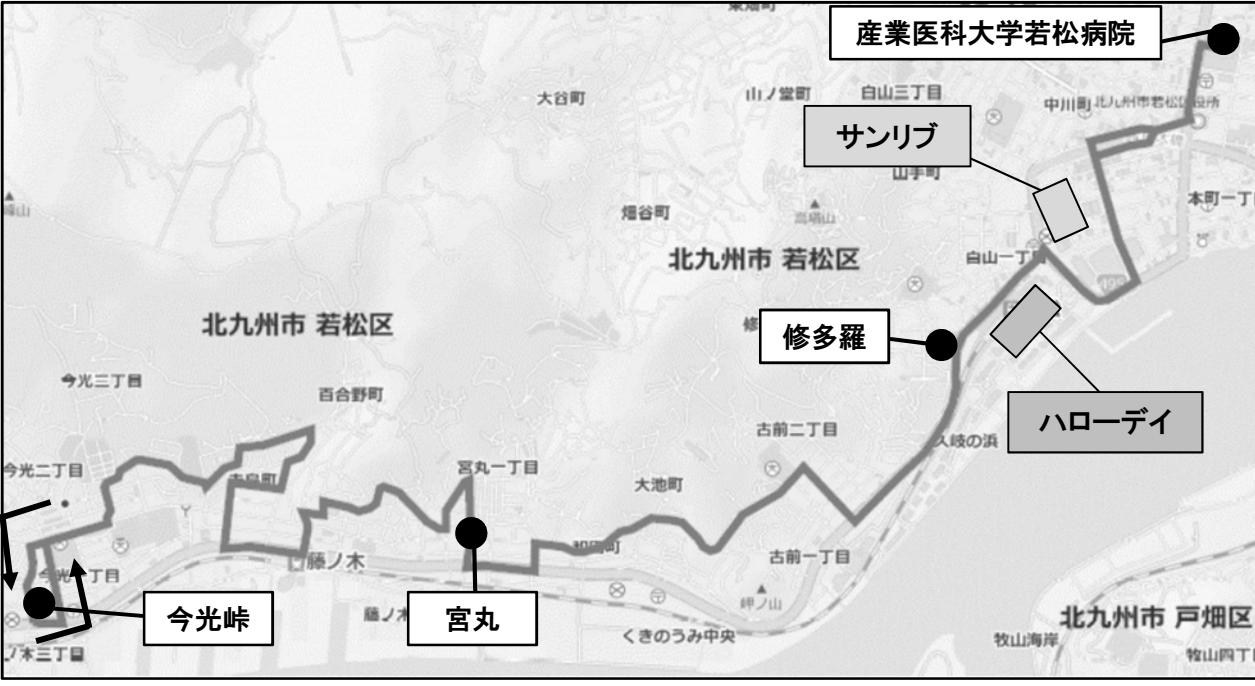 産業医科大学若松病院
大谷町
山ノ堂町
白山三丁目
中川町
北九州市若松区役所
サンリブ
山手町
畑谷町
高塔山
本町一丁目
北九州市 若松区
白山一丁目
北九州市 若松区
修多羅
今光三丁目
百合野町
ハローデイ
古前二丁目
久岐の浜
今光二丁目
宮丸一丁目
大池町
古前一丁目
藤ノ木
今光峠
宮丸
岬ノ山
くきのうみ中央
北九州市 戸畑区
牧山海岸
ノ木三丁目
牧山四丁目